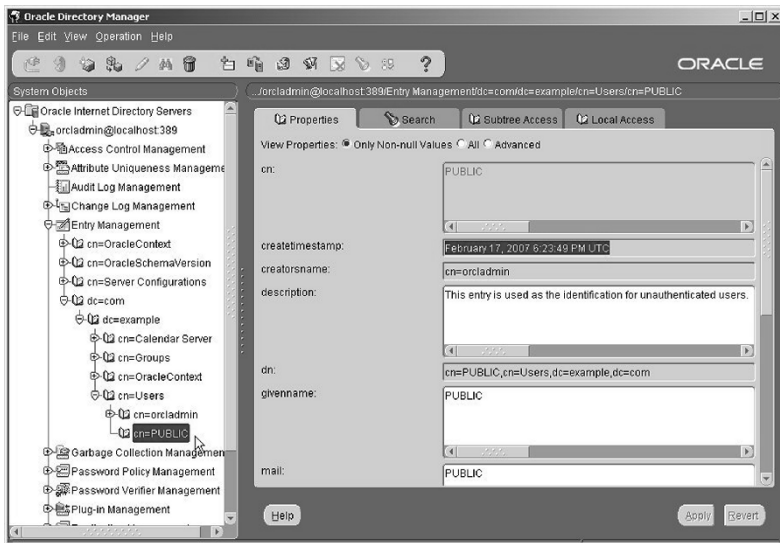 Oracle Directory Manager
File Edit View Operation Help
ORACLE
System Objects
Oracle Internet Directory Servers
orcladmin@localhost:389
Access Control Management
Attribute Uniqueness Manageme
Audit Log Management
Change Log Management
Entry Management
cn=OracleContext
cn=OracleSchemaVersion
cn=Server Configurations
dc=com
dc=example
cn=Calendar Server
cn=Groups
cn=OracleContext
cn=Users
cn=orcladmin
cn=PUBLIC
Garbage Collection Managemen
Password Policy Management
Password Verifier Management
Plug-in Management
.../orcladmin@localhost:389/Entry Management/dc=com/dc=example/cn=Users/cn=PUBLIC
Properties Search Subtree Access Local Access
View Properties: Only Non-null Values All Advanced
cn: PUBLIC
createtimestamp: February 17, 2007 6:23:49 PM UTC
creatorsname: cn=orcladmin
description: This entry is used as the identification for unauthenticated users.
dn: cn=PUBLIC,cn=Users,dc=example,dc=com
givenname: PUBLIC
mail: PUBLIC
Help Apply Revert